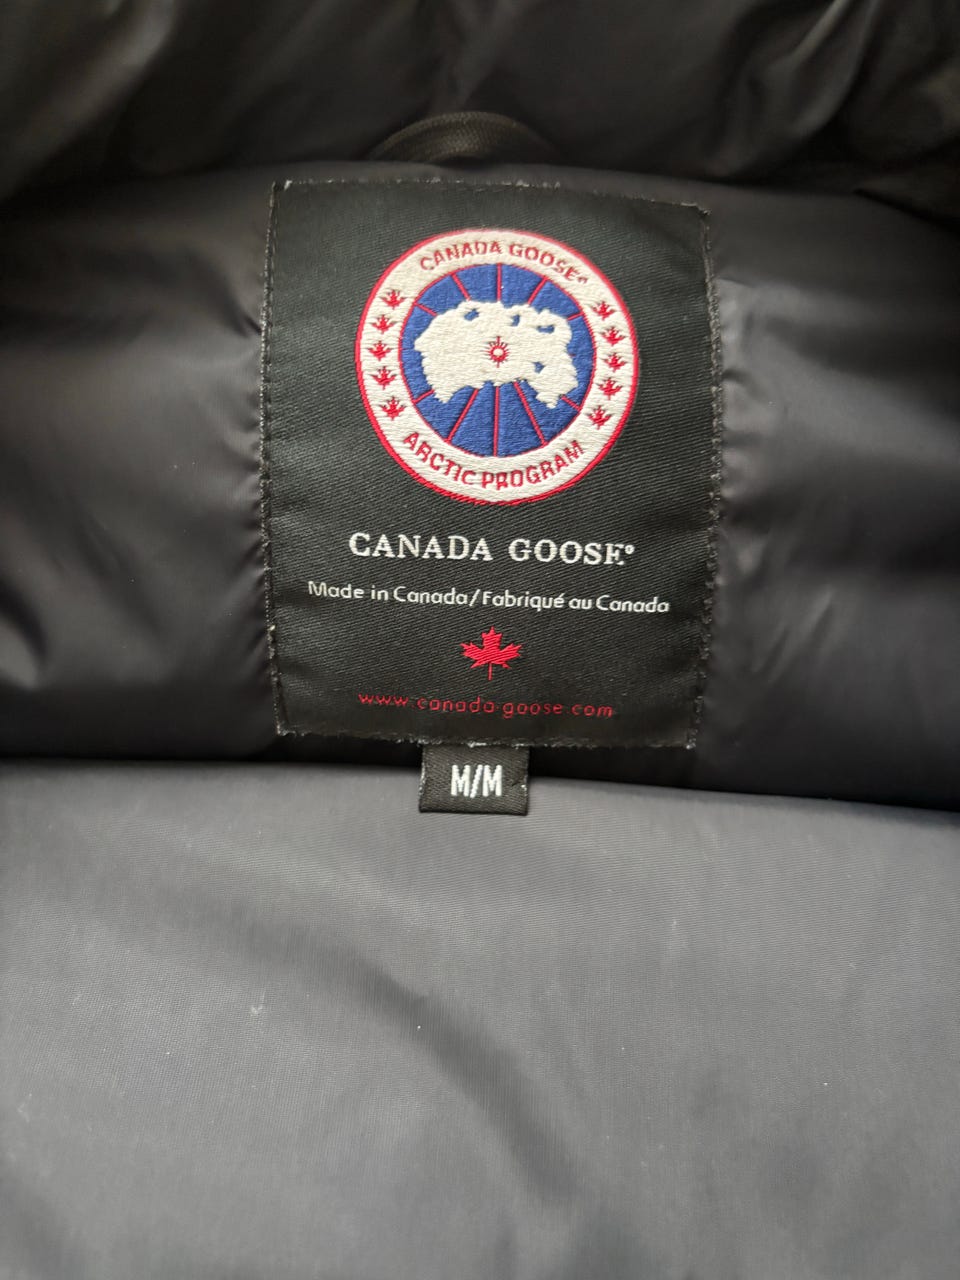 CANADA GOOSE®
ARCTIC PROGRAM
CANADA GOOSE®
Made in Canada/Fabriqué au Canada
www.canada-goose.com
M/M